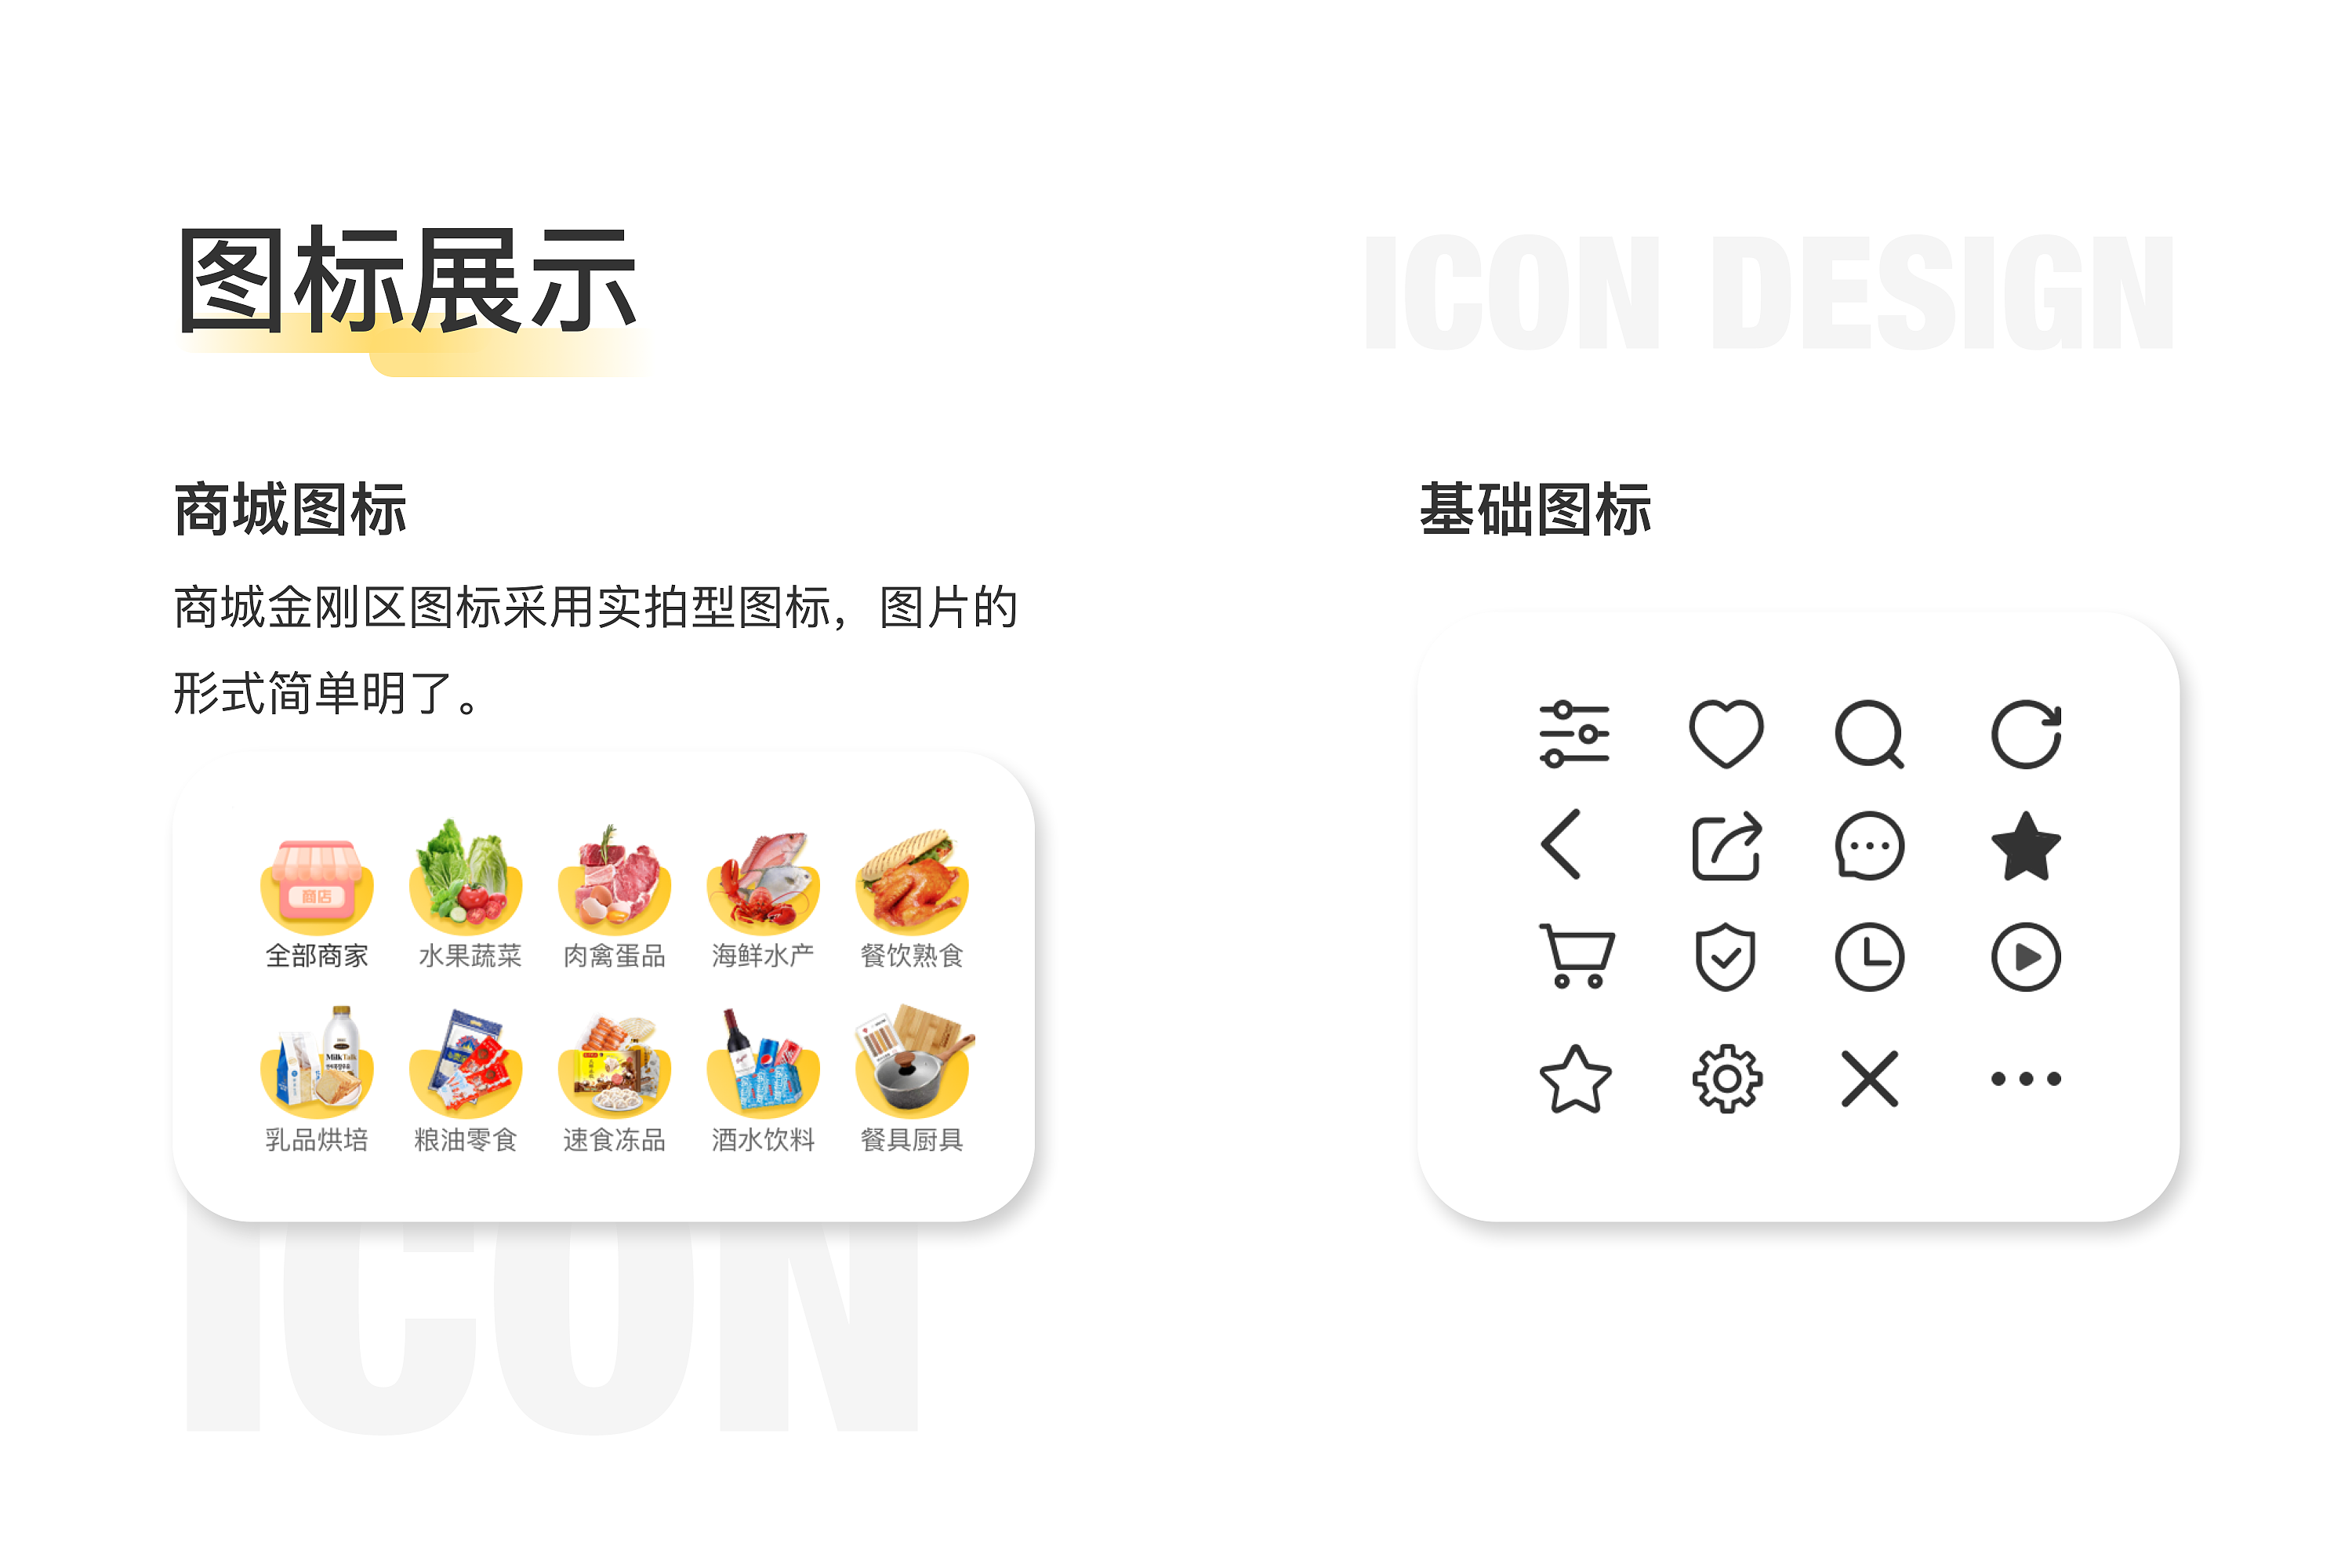 图标展示
ICON DESIGN
商城图标
商城金刚区图标采用实拍型图标，图片的
形式简单明了。
商店
全部商家 水果蔬菜 肉禽蛋品 海鲜水产 餐饮熟食
Milk Talk
乳品烘培 粮油零食 速食冻品 酒水饮料 餐具厨具
ICON
基础图标